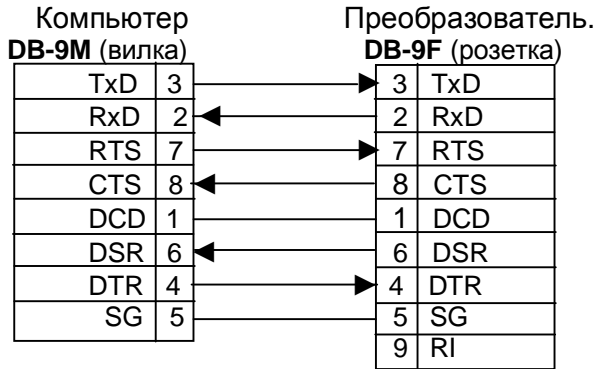 Компьютер Преобразователь.
DB-9M (вилка) DB-9F (розетка)
TxD 3 3 TxD
RxD 2 2 RxD
RTS 7 7 RTS
CTS 8 8 CTS
DCD 1 1 DCD
DSR 6 6 DSR
DTR 4 4 DTR
SG 5 5 SG
9 RI